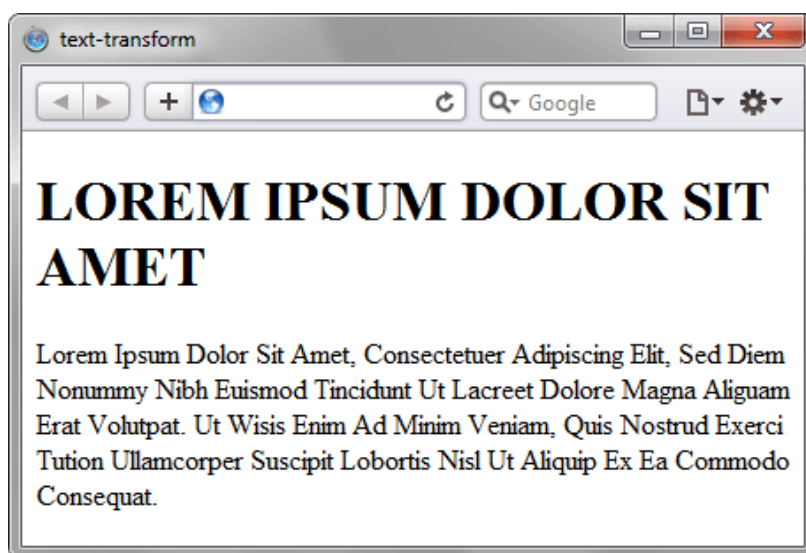 text-transform
Google
LOREM IPSUM DOLOR SIT
AMET
Lorem Ipsum Dolor Sit Amet, Consectetuer Adipiscing Elit, Sed Diem
Nonummy Nibh Euismod Tincidunt Ut Lacreet Dolore Magna Aliguam
Erat Volutpat. Ut Wisis Enim Ad Minim Veniam, Quis Nostrud Exerci
Tution Ullamcorper Suscipit Lobortis Nisl Ut Aliquip Ex Ea Commodo
Consequat.